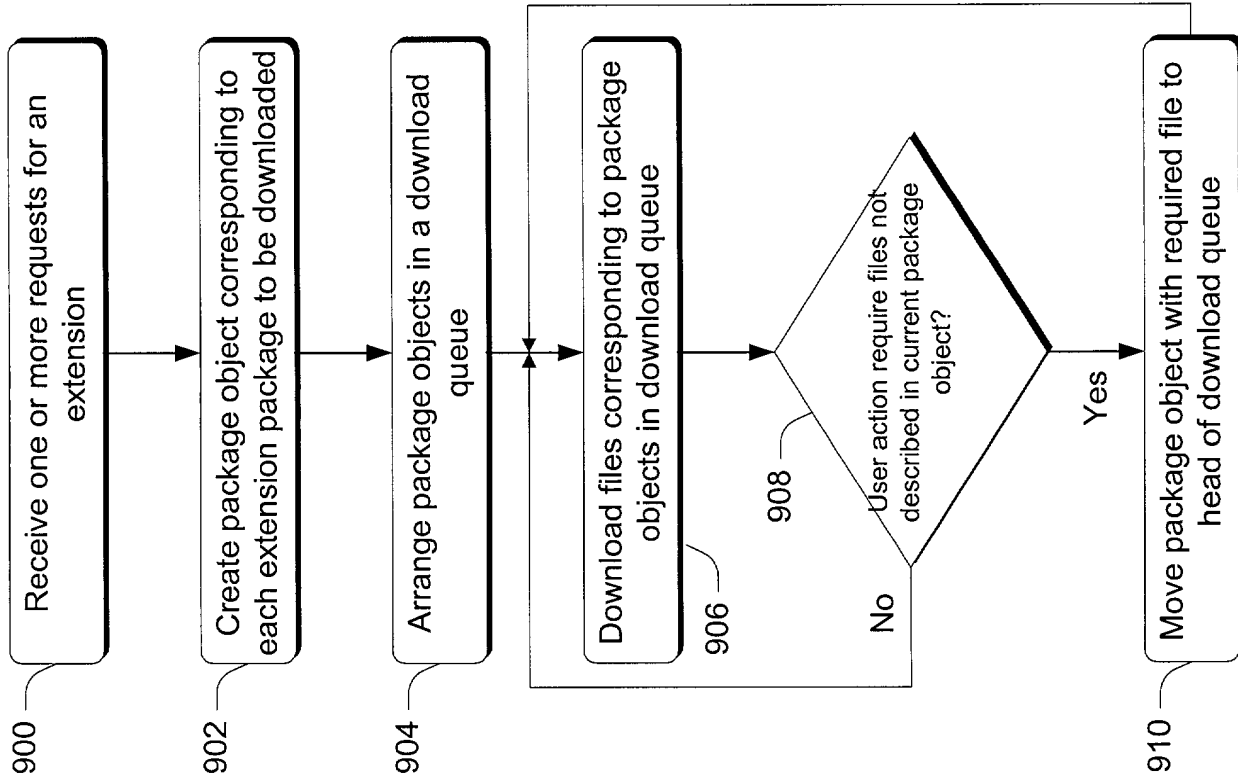 900
Receive one or more requests for an
extension
902
Create package object corresponding to
each extension package to be downloaded
904
Arrange package objects in a download
queue
Download files corresponding to package
objects in download queue
906
908
User action require files not
described in current package
object?
No
Yes
910
Move package object with required file to
head of download queue